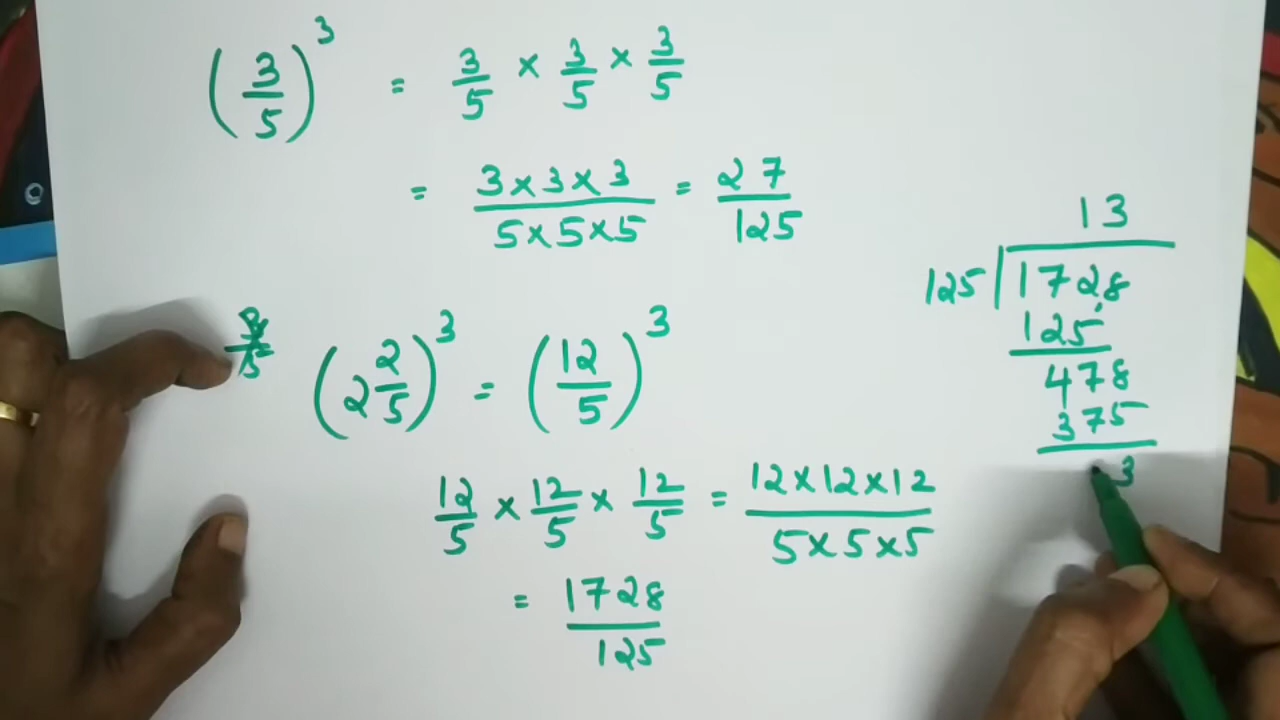 (3/5)^3 = 3/5 × 3/5 × 3/5
= 3×3×3/5×5×5 = 27/125
(2 2/5)^3 = (12/5)^3
12/5 × 12/5 × 12/5 = 12×12×12/5×5×5
= 1728/125
13
125 1728
125
478
375
3